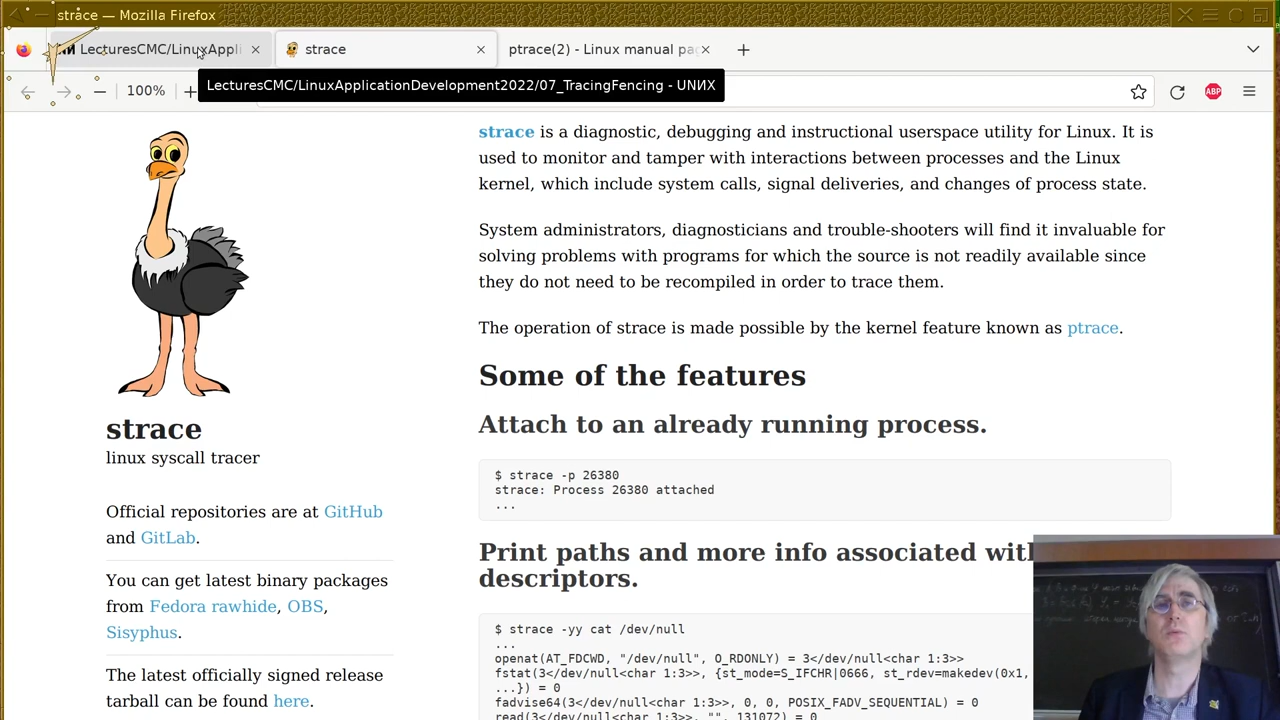 strace — Mozilla Firefox
LecturesCMC/LinuxAppli
strace
ptrace(2) - Linux manual pa
100%
LecturesCMC/LinuxApplicationDevelopment2022/07_TracingFencing - UNИX
ABP
strace is a diagnostic, debugging and instructional userspace utility for Linux. It is
used to monitor and tamper with interactions between processes and the Linux
kernel, which include system calls, signal deliveries, and changes of process state.
System administrators, diagnosticians and trouble-shooters will find it invaluable for
solving problems with programs for which the source is not readily available since
they do not need to be recompiled in order to trace them.
The operation of strace is made possible by the kernel feature known as ptrace.
Some of the features
Attach to an already running process.
$ strace -p 26380
strace: Process 26380 attached
...
Print paths and more info associated with
descriptors.
$ strace -yy cat /dev/null
...
openat(AT_FDCWD, "/dev/null", O_RDONLY) = 3</dev/null<char 1:3>>
fstat(3</dev/null<char 1:3>>, {st_mode=S_IFCHR|0666, st_rdev=makedev(0x1,
...}) = 0
fadvise64(3</dev/null<char 1:3>>, 0, 0, POSIX_FADV_SEQUENTIAL) = 0
read(3</dev/null<char 1:3>>, "", 131072) = 0
strace
linux syscall tracer
Official repositories are at GitHub
and GitLab.
You can get latest binary packages
from Fedora rawhide, OBS,
Sisyphus.
The latest officially signed release
tarball can be found here.